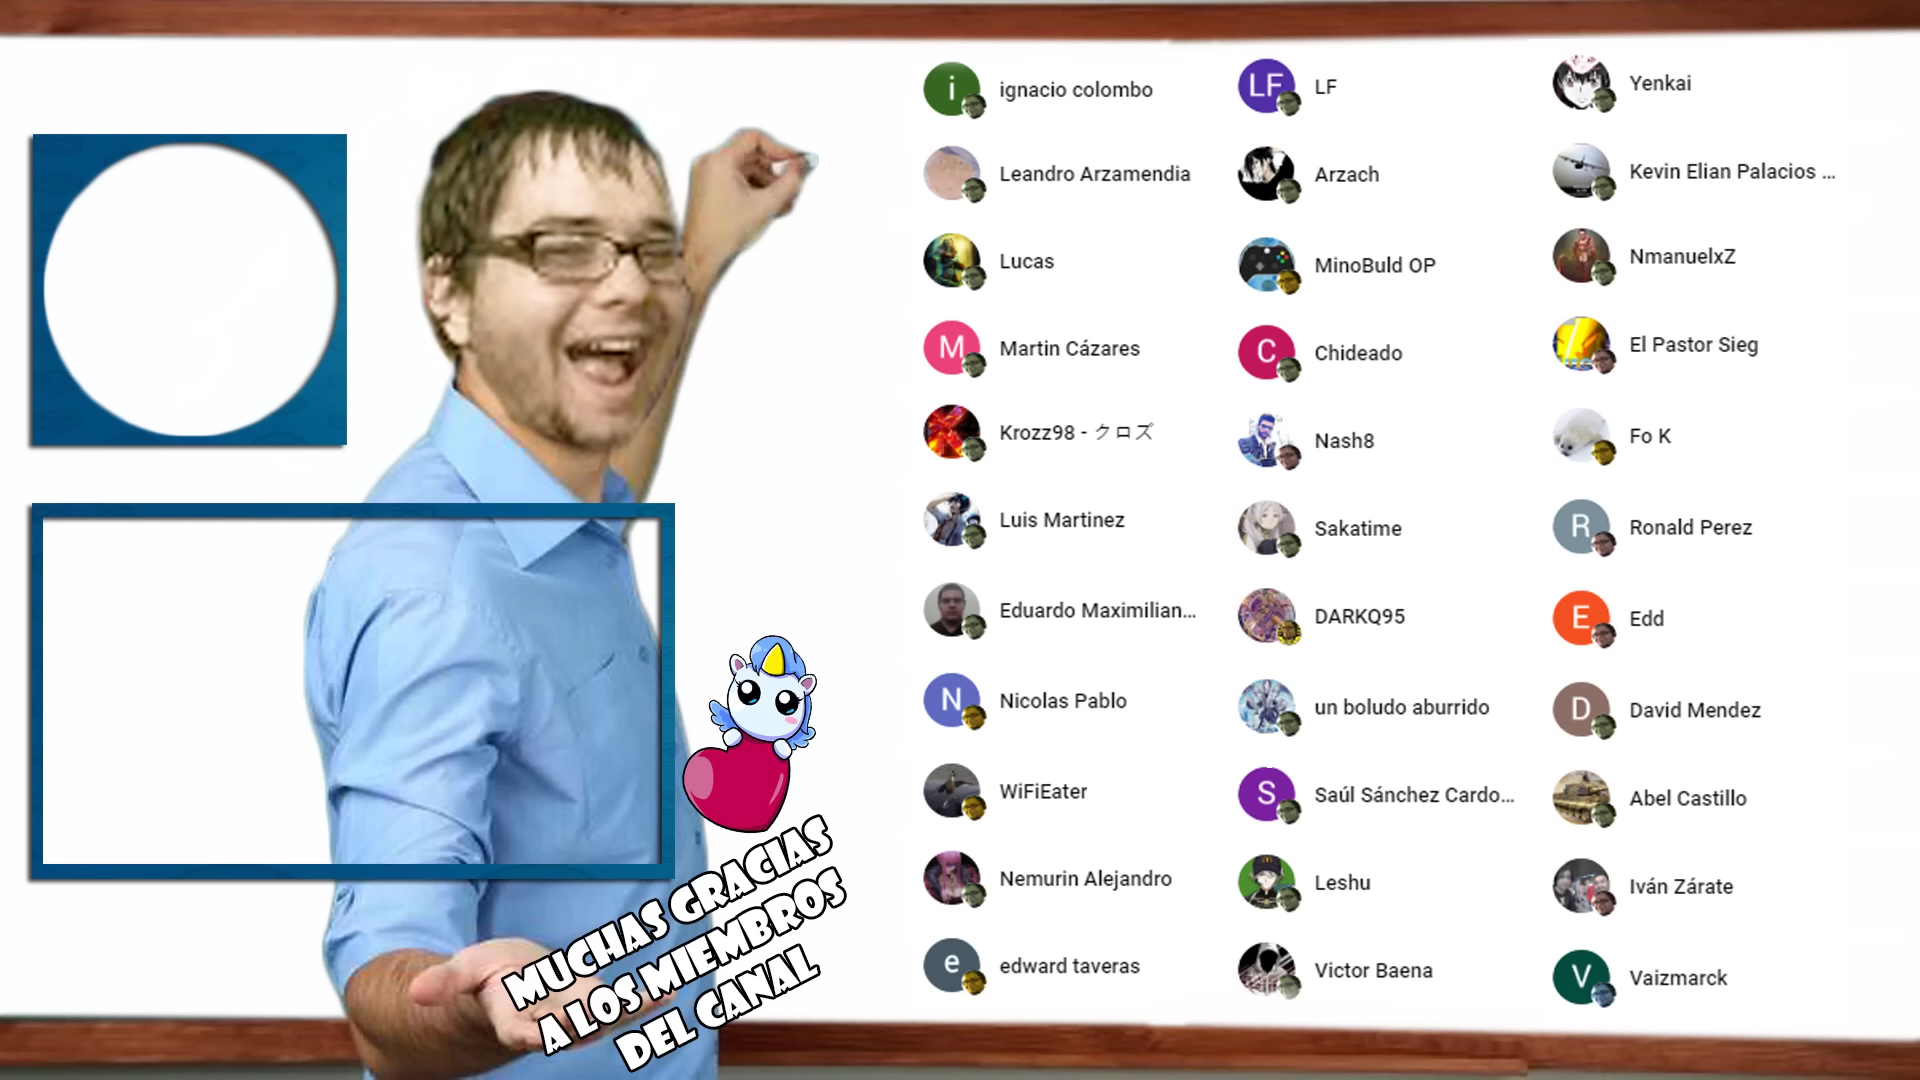 i
ignacio colombo
Leandro Arzamendia
Lucas
M
Martin Cázares
Krozz98 - クロズ
Luis Martinez
Eduardo Maximilian...
N
Nicolas Pablo
WiFiEater
Nemurin Alejandro
e
edward taveras
LF
LF
Arzach
MinoBuld OP
C
Chideado
Nash8
Sakatime
DARKQ95
un boludo aburrido
S
Saúl Sánchez Cardo...
Leshu
Victor Baena
Yenkai
Kevin Elian Palacios ...
NmanuelxZ
El Pastor Sieg
Fo K
R
Ronald Perez
E
Edd
D
David Mendez
Abel Castillo
Iván Zárate
V
Vaizmarck
MUCHAS GRACIAS
A LOS MIEMBROS
DEL CANAL